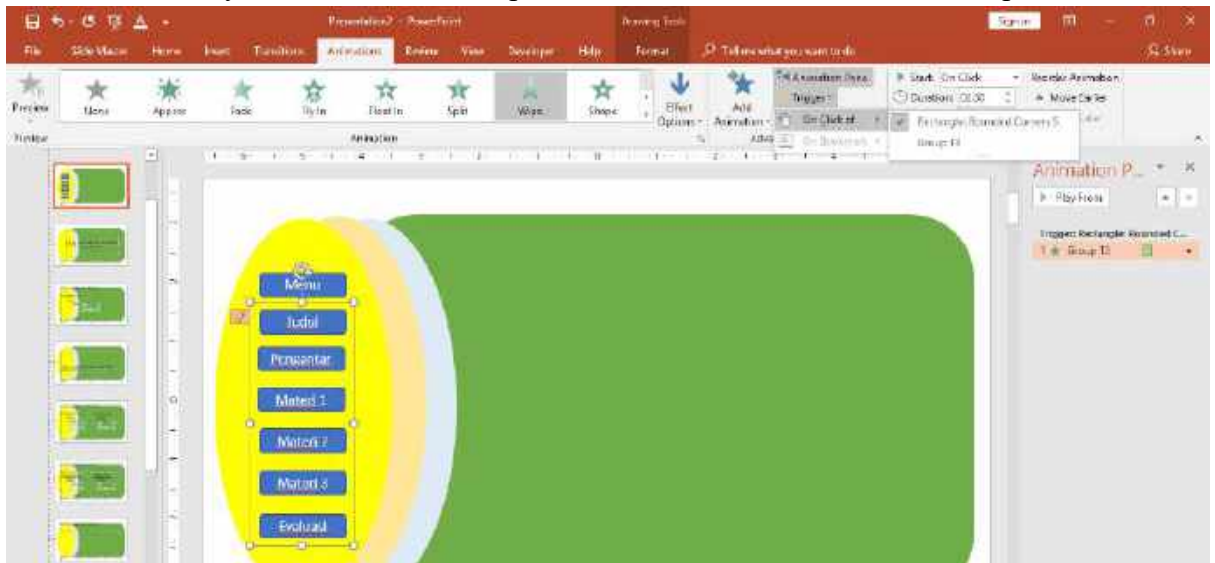 Presentation2 - PowerPoint
Drawing Tools
Sign in
File
Slide Master
Home
Insert
Transitions
Animations
Review
View
Developer
Help
Format
Tell me what you want to do
Share
Preview
None
Appear
Fade
Fly In
Float In
Split
Wipe
Shape
Effect Options
Add Animation
Animation Pane
Trigger
On Click of
On Bookmark
Start: On Click
Duration:
Reorder Animation
Move Earlier
Rectangle: Rounded Corners 5
Group 13
Preview
Animation
Animation P...
Play From
Trigger: Rectangle: Rounded C...
1 Group 13
Menu
Judul
Pengantar
Materi 1
Materi 2
Materi 3
Evaluasi